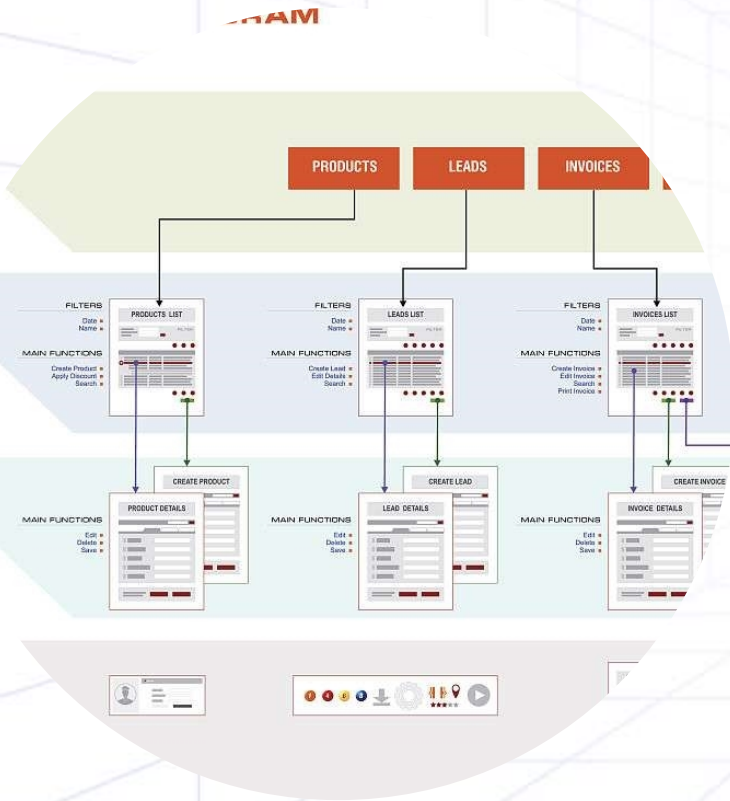 PRODUCTS
LEADS
INVOICES
FILTERS
Date
Name
MAIN FUNCTIONS
Create Product
Apply Discount
Search
PRODUCTS LIST
FILTER
FILTERS
Date
Name
MAIN FUNCTIONS
Create Lead
Edit Details
Search
LEADS LIST
FILTER
FILTERS
Date
Name
MAIN FUNCTIONS
Create Invoice
Edit Invoice
Search
Print Invoice
INVOICES LIST
FILTER
MAIN FUNCTIONS
Edit
Delete
Save
CREATE PRODUCT
PRODUCT DETAILS
MAIN FUNCTIONS
Edit
Delete
Save
CREATE LEAD
LEAD DETAILS
MAIN FUNCTIONS
Edit
Delete
Save
CREATE INVOICE
INVOICE DETAILS